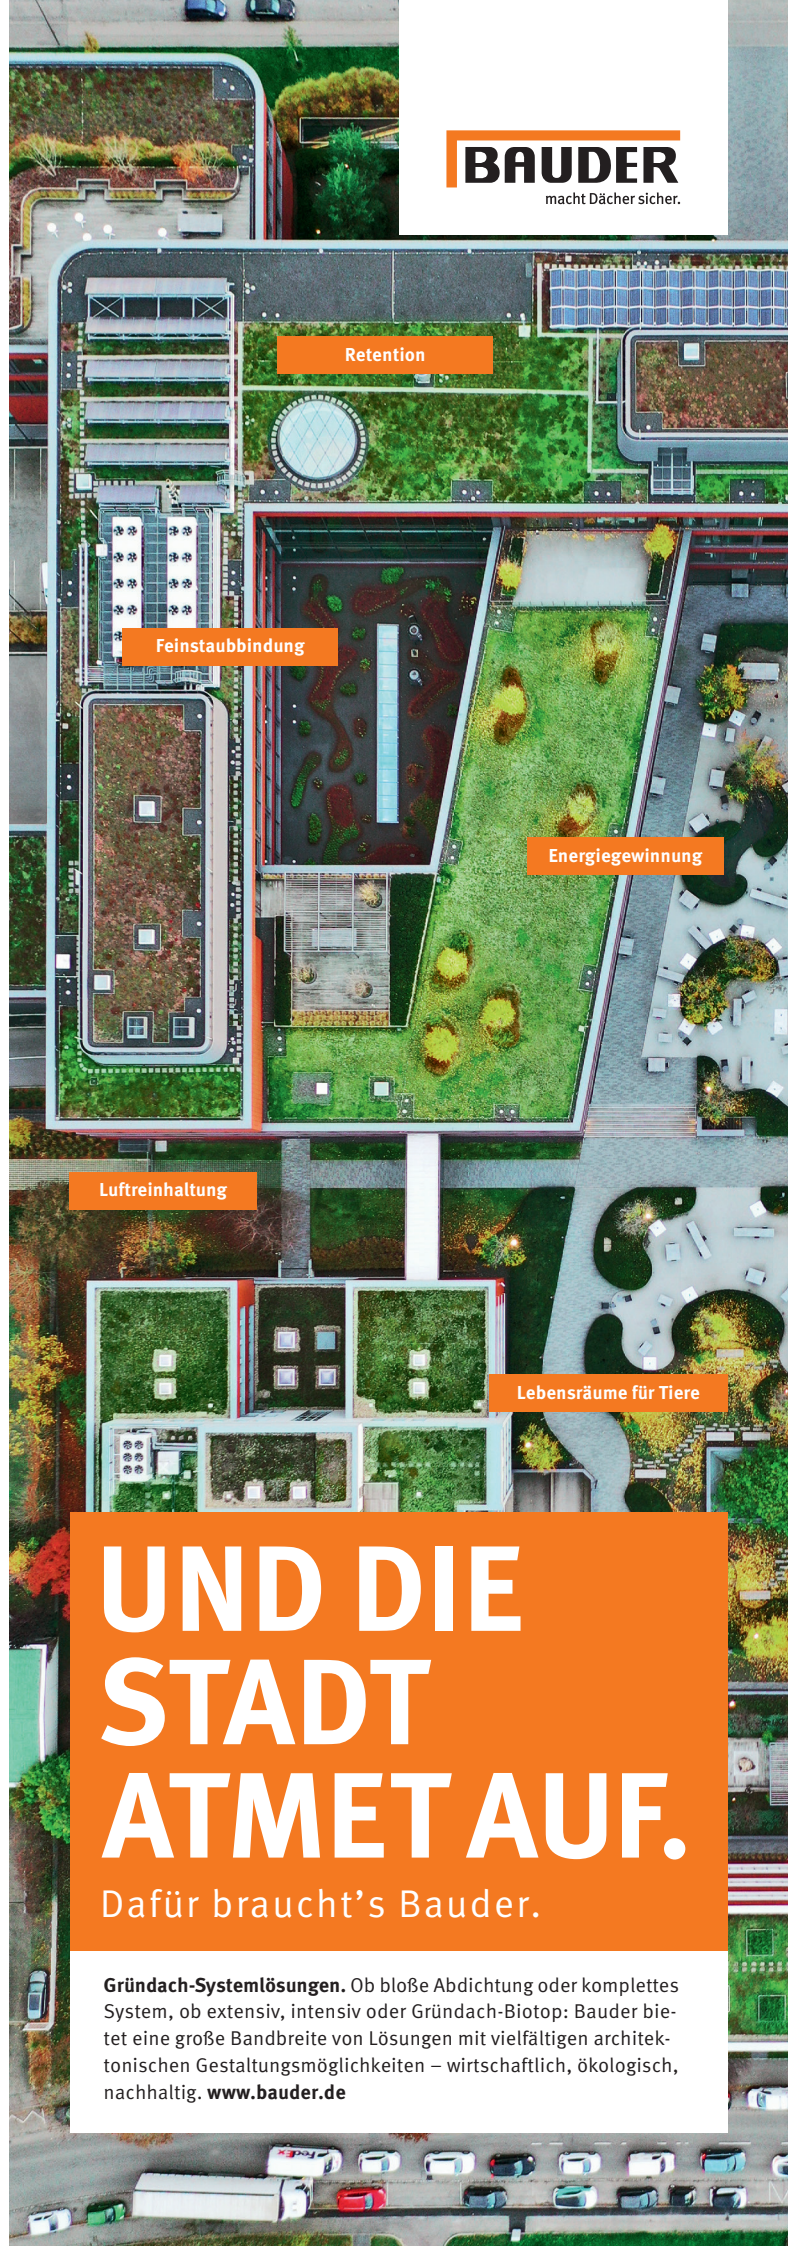 BAUDER
macht Dächer sicher.
Retention
Feinstaubbindung
Energiegewinnung
Luftreinhaltung
Lebensräume für Tiere
UND DIE
STADT
ATMET AUF.
Dafür braucht’s Bauder.
Gründach-Systemlösungen. Ob bloße Abdichtung oder komplettes
System, ob extensiv, intensiv oder Gründach-Biotop: Bauder bie-
tet eine große Bandbreite von Lösungen mit vielfältigen architek-
tonischen Gestaltungsmöglichkeiten – wirtschaftlich, ökologisch,
nachhaltig. www.bauder.de
FedEx